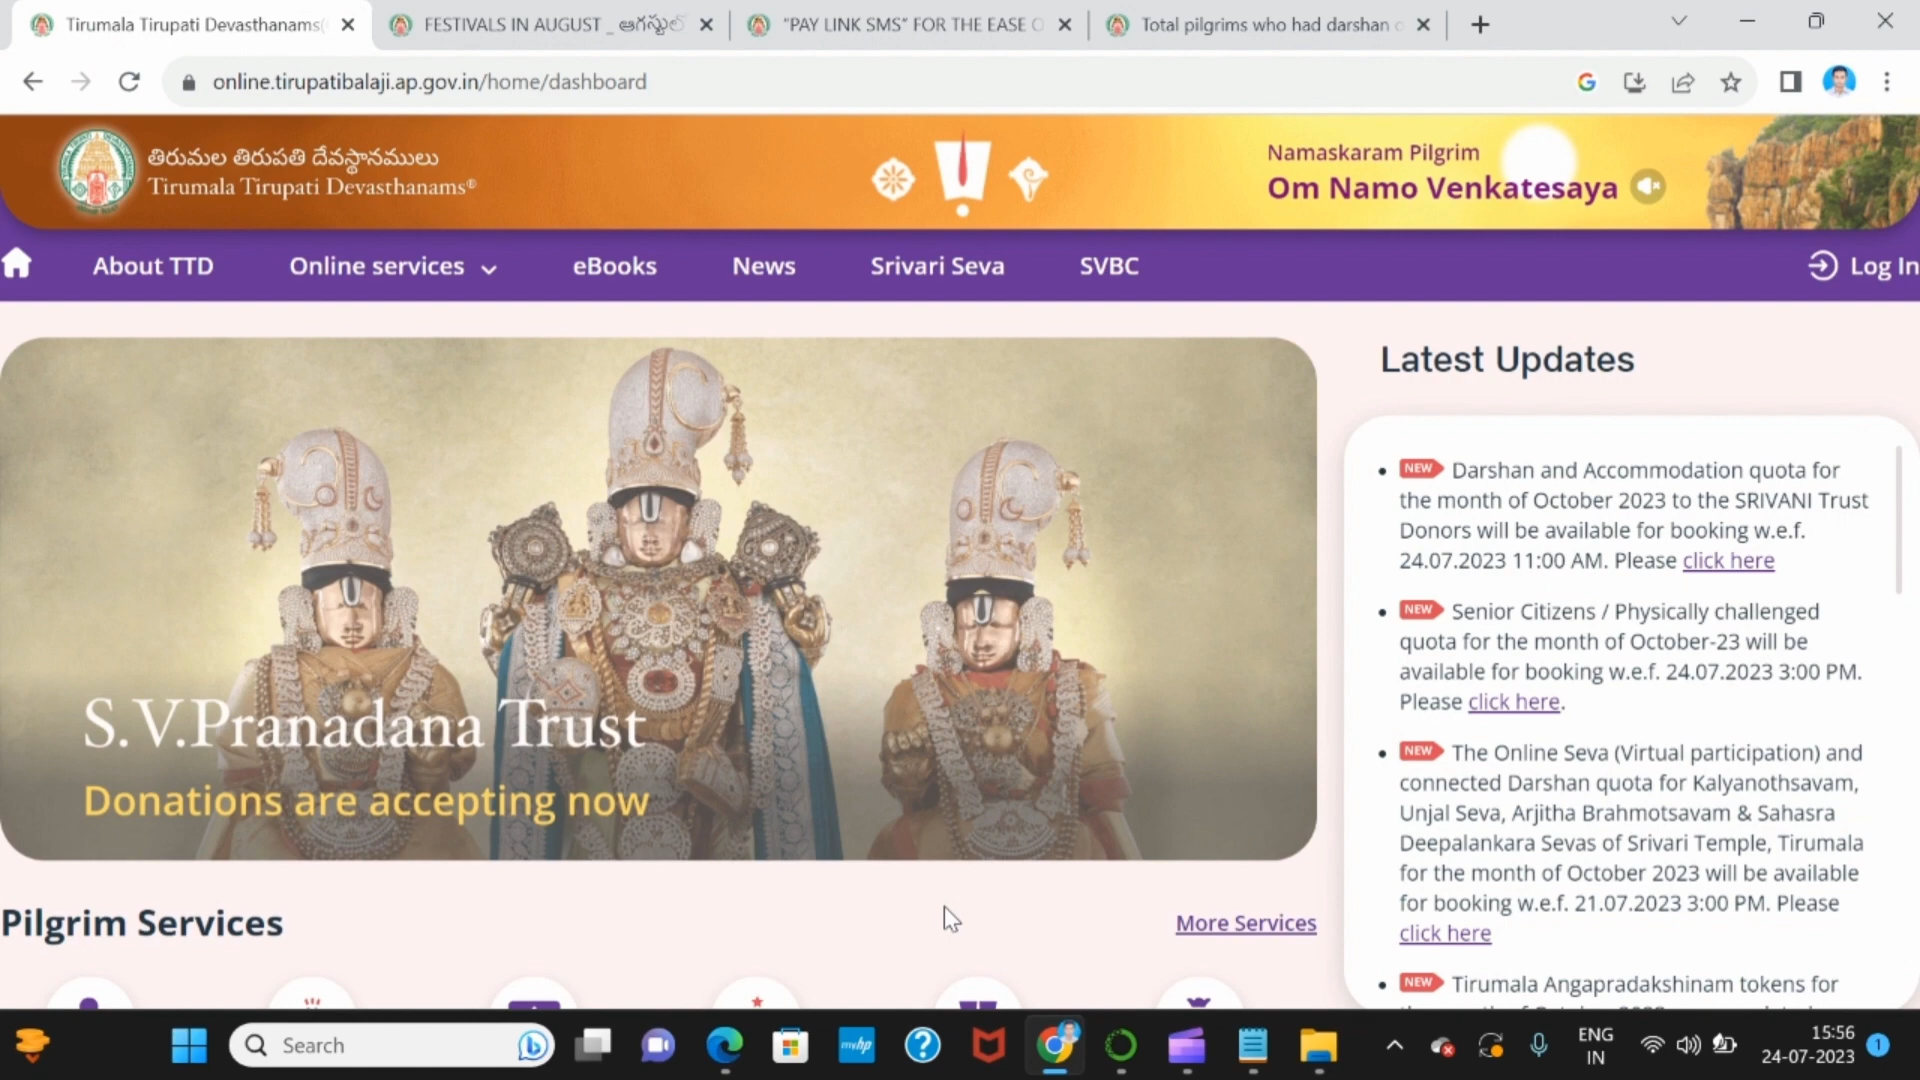 Tirumala Tirupati Devasthanams(
FESTIVALS IN AUGUST _
"PAY LINK SMS" FOR THE EASE O
Total pilgrims who had darshan o
online.tirupatibalaji.ap.gov.in/home/dashboard
తిరుమల తిరుపతి దేవస్థానములు
Tirumala Tirupati Devasthanams®
Namaskaram Pilgrim
Om Namo Venkatesaya
About TTD
Online services
eBooks
News
Srivari Seva
SVBC
Log In
S.V.Pranadana Trust
Donations are accepting now
Latest Updates
NEW Darshan and Accommodation quota for
the month of October 2023 to the SRIVANI Trust
Donors will be available for booking w.e.f.
24.07.2023 11:00 AM. Please click here
NEW Senior Citizens / Physically challenged
quota for the month of October-23 will be
available for booking w.e.f. 24.07.2023 3:00 PM.
Please click here.
NEW The Online Seva (Virtual participation) and
connected Darshan quota for Kalyanothsavam,
Unjal Seva, Arjitha Brahmotsavam & Sahasra
Deepalankara Sevas of Srivari Temple, Tirumala
for the month of October 2023 will be available
for booking w.e.f. 21.07.2023 3:00 PM. Please
click here
NEW Tirumala Angapradakshinam tokens for
Pilgrim Services
More Services
Search
myhp
ENG
IN
15:56
24-07-2023
1